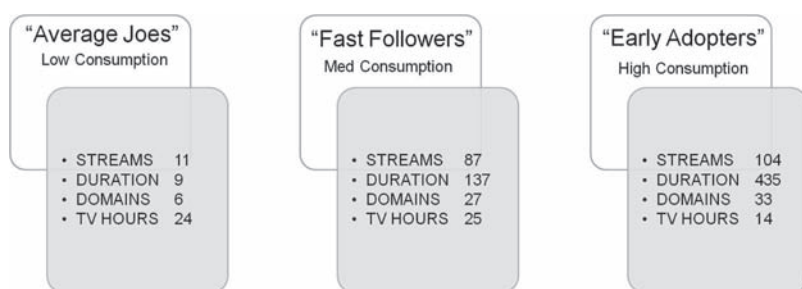 “Average Joes”
Low Consumption
• STREAMS 11
• DURATION 9
• DOMAINS 6
• TV HOURS 24
“Fast Followers”
Med Consumption
• STREAMS 87
• DURATION 137
• DOMAINS 27
• TV HOURS 25
“Early Adopters”
High Consumption
• STREAMS 104
• DURATION 435
• DOMAINS 33
• TV HOURS 14